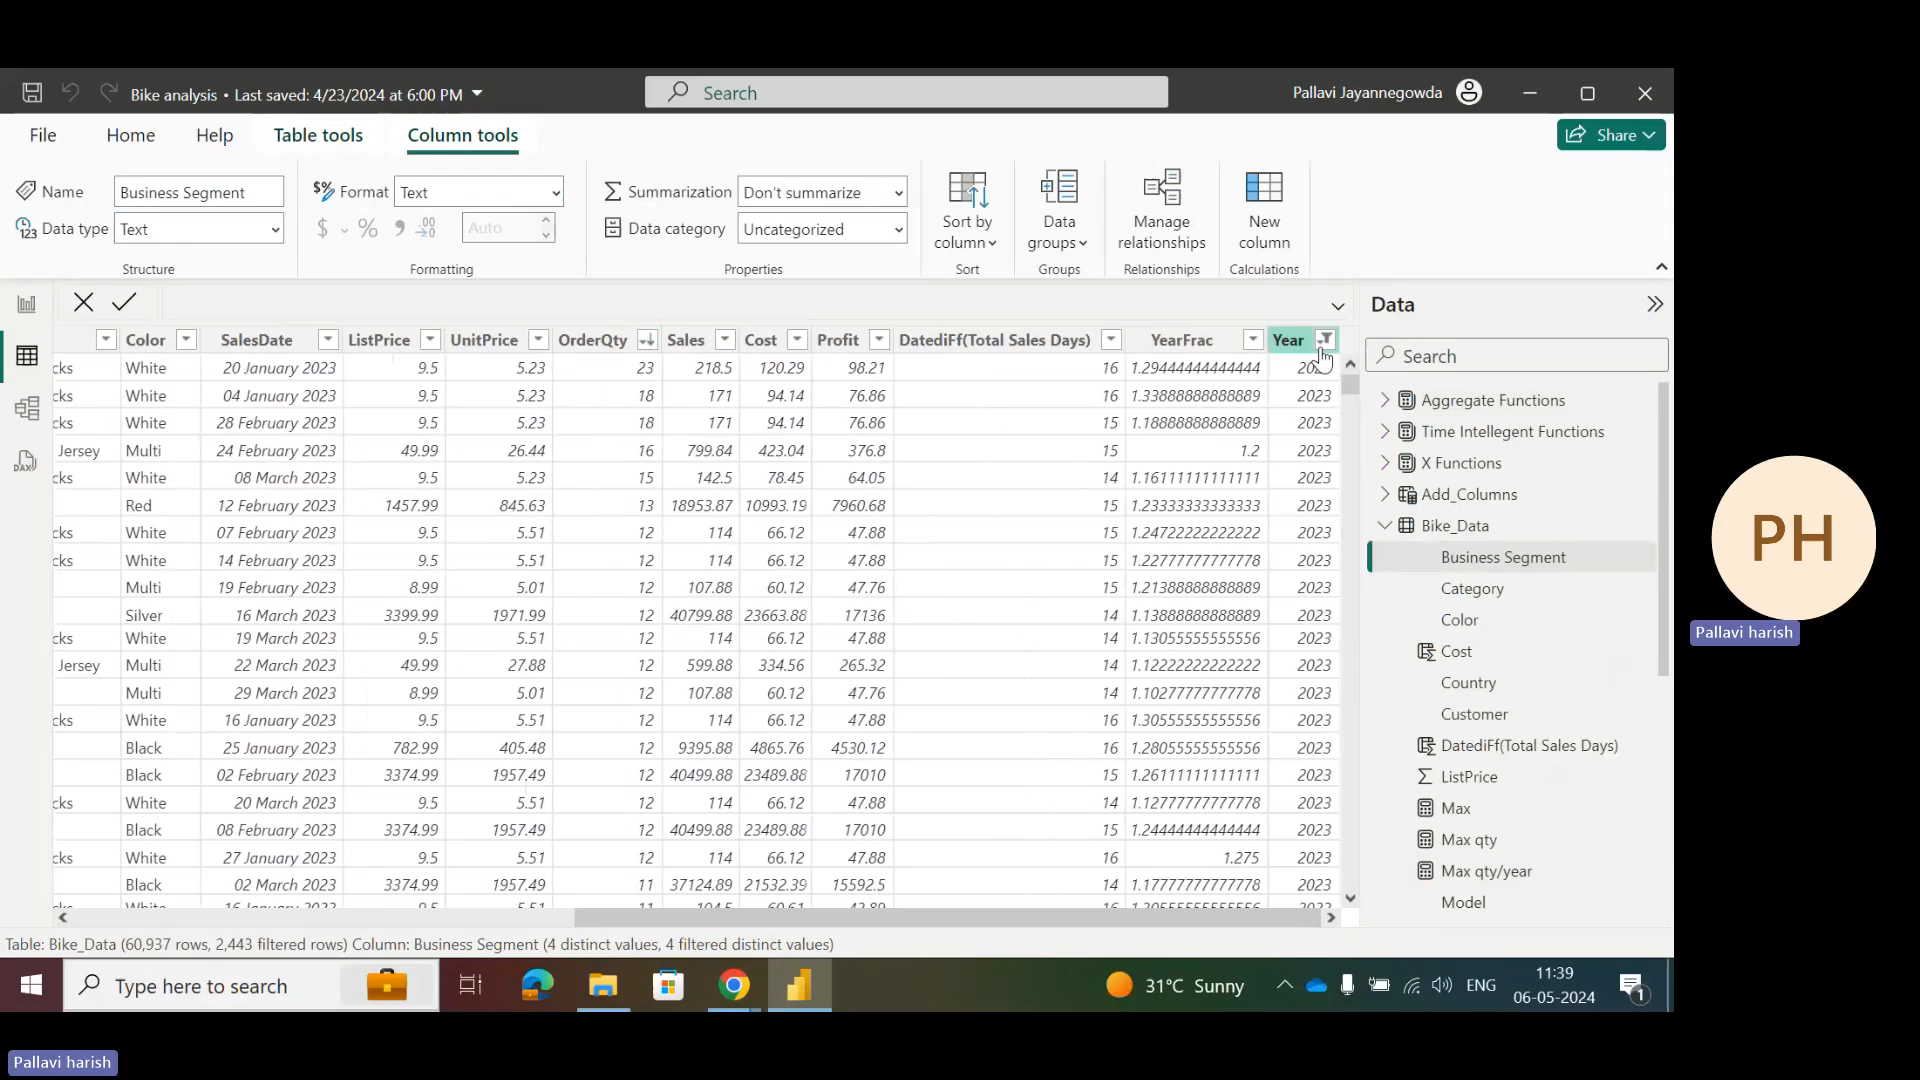 Bike analysis • Last saved: 4/23/2024 at 6:00 PM
Search
Pallavi Jayannegowda
File Home Help Table tools Column tools
Share
Name Business Segment
Data type Text
Structure
Format Text
$ % Auto
Formatting
Summarization Don't summarize
Data category Uncategorized
Properties
Sort by column
Sort
Data groups
Groups
Manage relationships
Relationships
New column
Calculations
Color SalesDate ListPrice UnitPrice OrderQty Sales Cost Profit DatediFf(Total Sales Days) YearFrac Year
cks White 20 January 2023 9.5 5.23 23 218.5 120.29 98.21 16 1.29444444444444
cks White 04 January 2023 9.5 5.23 18 171 94.14 76.86 16 1.33888888888889 2023
cks White 28 February 2023 9.5 5.23 18 171 94.14 76.86 15 1.18888888888889 2023
Jersey Multi 24 February 2023 49.99 26.44 16 799.84 423.04 376.8 15 1.2 2023
cks White 08 March 2023 9.5 5.23 15 142.5 78.45 64.05 14 1.16111111111111 2023
Red 12 February 2023 1457.99 845.63 13 18953.87 10993.19 7960.68 15 1.23333333333333 2023
cks White 07 February 2023 9.5 5.51 12 114 66.12 47.88 15 1.24722222222222 2023
cks White 14 February 2023 9.5 5.51 12 114 66.12 47.88 15 1.22777777777778 2023
Multi 19 February 2023 8.99 5.01 12 107.88 60.12 47.76 15 1.21388888888889 2023
Silver 16 March 2023 3399.99 1971.99 12 40799.88 23663.88 17136 14 1.13888888888889 2023
cks White 19 March 2023 9.5 5.51 12 114 66.12 47.88 14 1.13055555555556 2023
Jersey Multi 22 March 2023 49.99 27.88 12 599.88 334.56 265.32 14 1.12222222222222 2023
Multi 29 March 2023 8.99 5.01 12 107.88 60.12 47.76 14 1.10277777777778 2023
cks White 16 January 2023 9.5 5.51 12 114 66.12 47.88 16 1.30555555555556 2023
Black 25 January 2023 782.99 405.48 12 9395.88 4865.76 4530.12 16 1.28055555555556 2023
Black 02 February 2023 3374.99 1957.49 12 40499.88 23489.88 17010 15 1.26111111111111 2023
cks White 20 March 2023 9.5 5.51 12 114 66.12 47.88 14 1.12777777777778 2023
Black 08 February 2023 3374.99 1957.49 12 40499.88 23489.88 17010 15 1.24444444444444 2023
cks White 27 January 2023 9.5 5.51 12 114 66.12 47.88 16 1.275 2023
Black 02 March 2023 3374.99 1957.49 11 37124.89 21532.39 15592.5 14 1.17777777777778 2023
Data
Search
Aggregate Functions
Time Intellegent Functions
X Functions
Add_Columns
Bike_Data
Business Segment
Category
Color
Cost
Country
Customer
DatediFf(Total Sales Days)
ListPrice
Max
Max qty
Max qty/year
Model
Table: Bike_Data (60,937 rows, 2,443 filtered rows) Column: Business Segment (4 distinct values, 4 filtered distinct values)
Type here to search
31°C Sunny
ENG
11:39
06-05-2024
1
PH
Pallavi harish
Pallavi harish